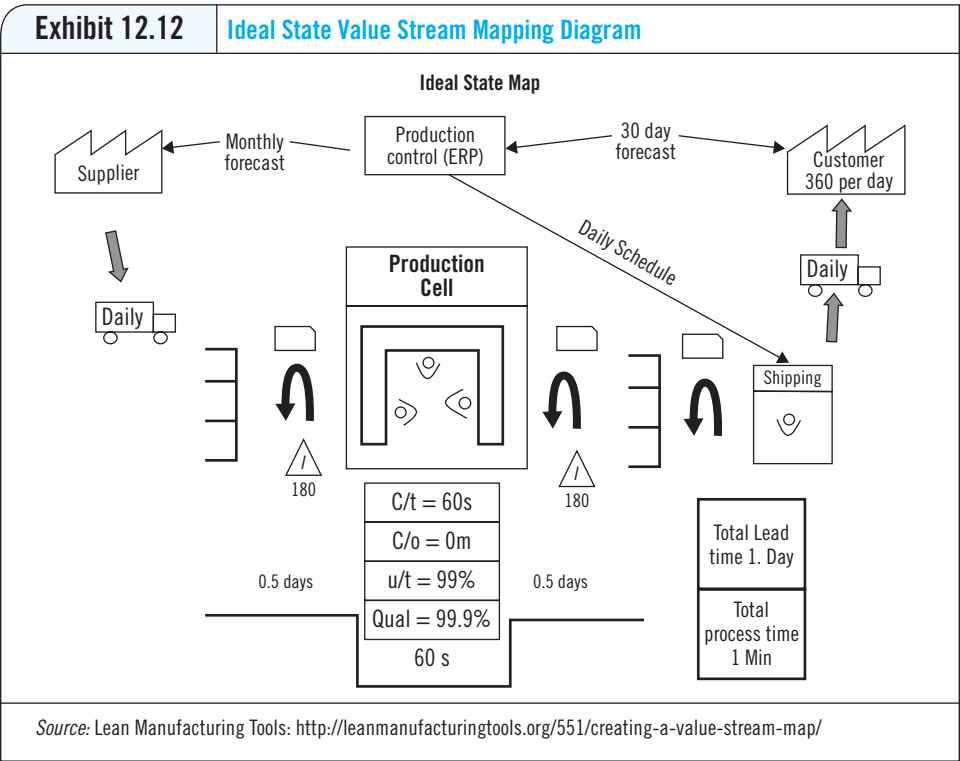 Exhibit 12.12
Ideal State Value Stream Mapping Diagram
Ideal State Map
Supplier
Monthly
forecast
Production
control (ERP)
30 day
forecast
Customer
360 per day
Daily Schedule
Daily
Production
Cell
Daily
Shipping
I
180
I
180
C/t = 60s
C/o = 0m
u/t = 99%
Qual = 99.9%
60 s
0.5 days
0.5 days
Total Lead
time 1. Day
Total
process time
1 Min
Source: Lean Manufacturing Tools: http://leanmanufacturingtools.org/551/creating-a-value-stream-map/